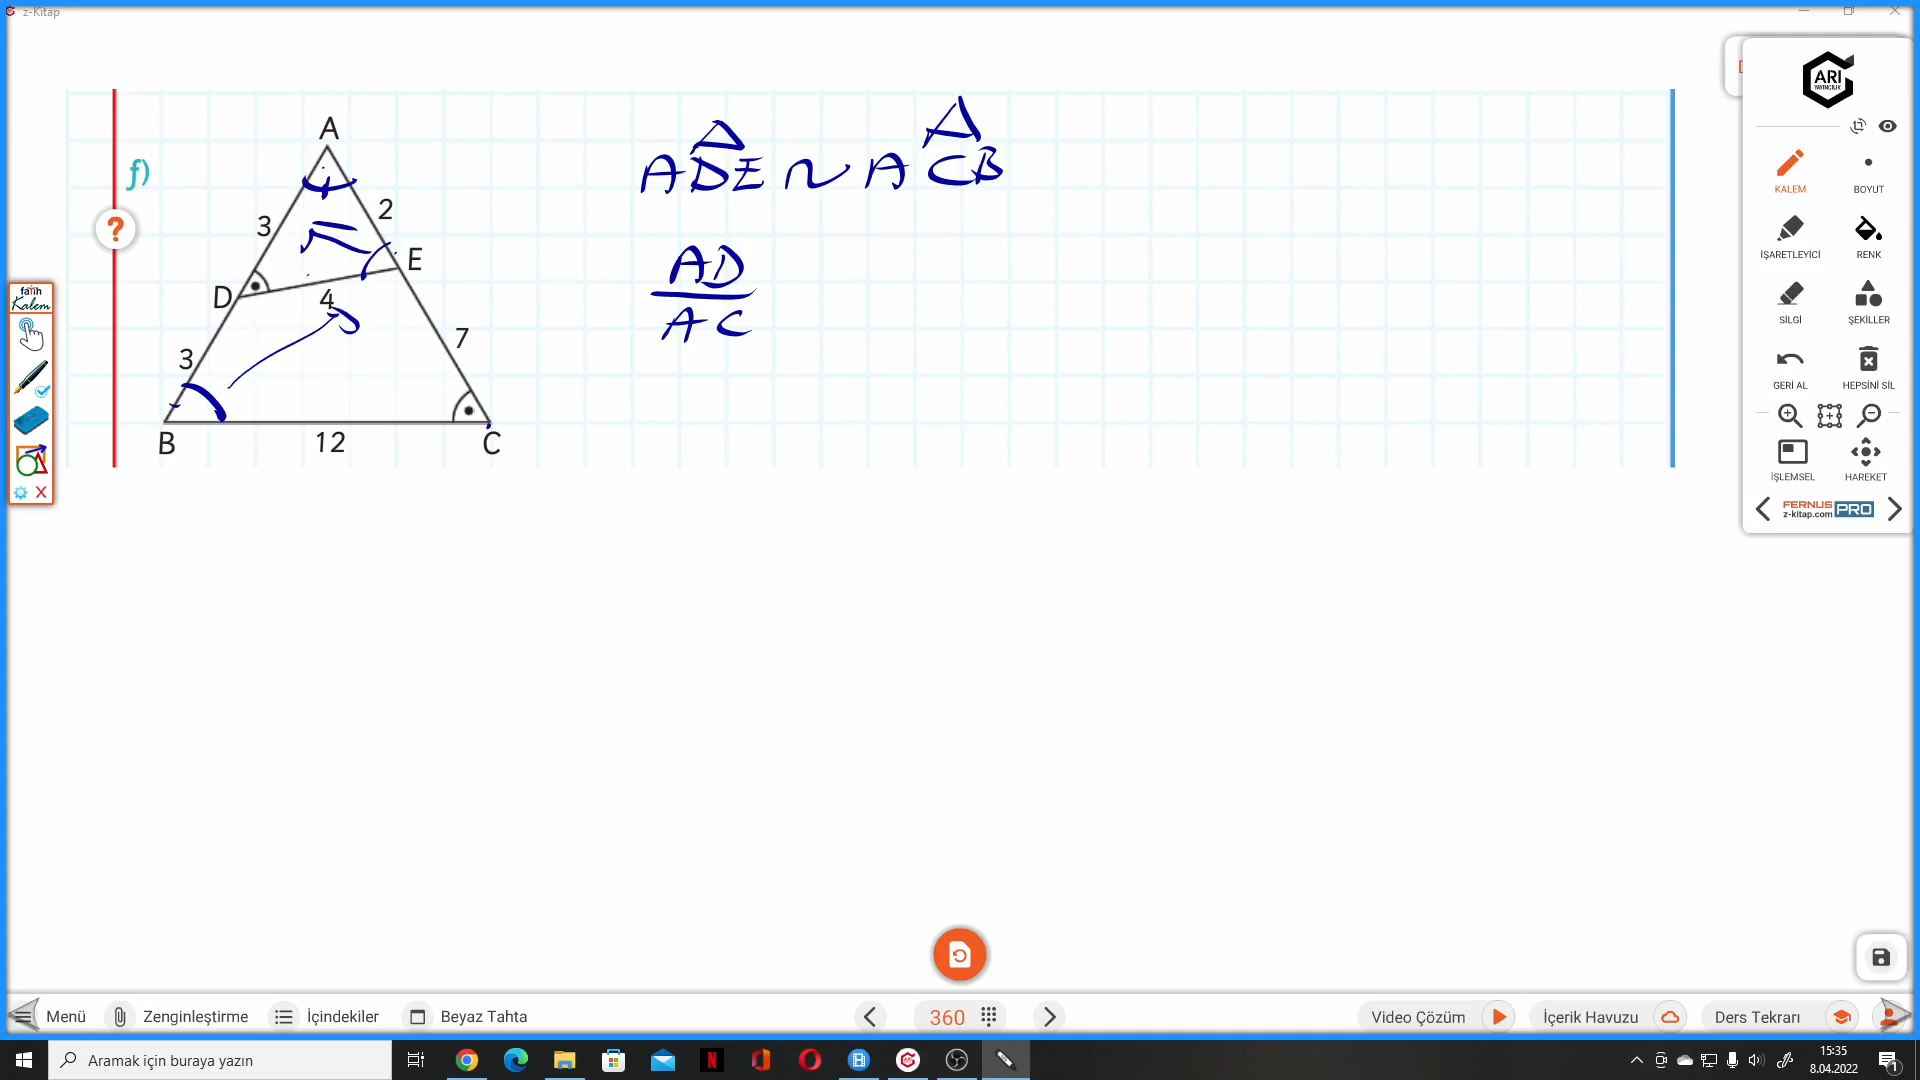 z-Kitap
f)
A
3
2
E
D
4
3
7
B
12
C
ADE ~ ACB
AD
AC
fatih
Kalem
ARI
YAYINCILIK
KALEM
BOYUT
İŞARETLEYİCİ
RENK
SİLGİ
ŞEKİLLER
GERİ AL
HEPSİNİ SİL
İŞLEMSEL
HAREKET
FERNUS
z-kitap.com
PRO
Menü
Zenginleştirme
İçindekiler
Beyaz Tahta
360
Video Çözüm
İçerik Havuzu
Ders Tekrarı
Aramak için buraya yazın
15:35
8.04.2022
1